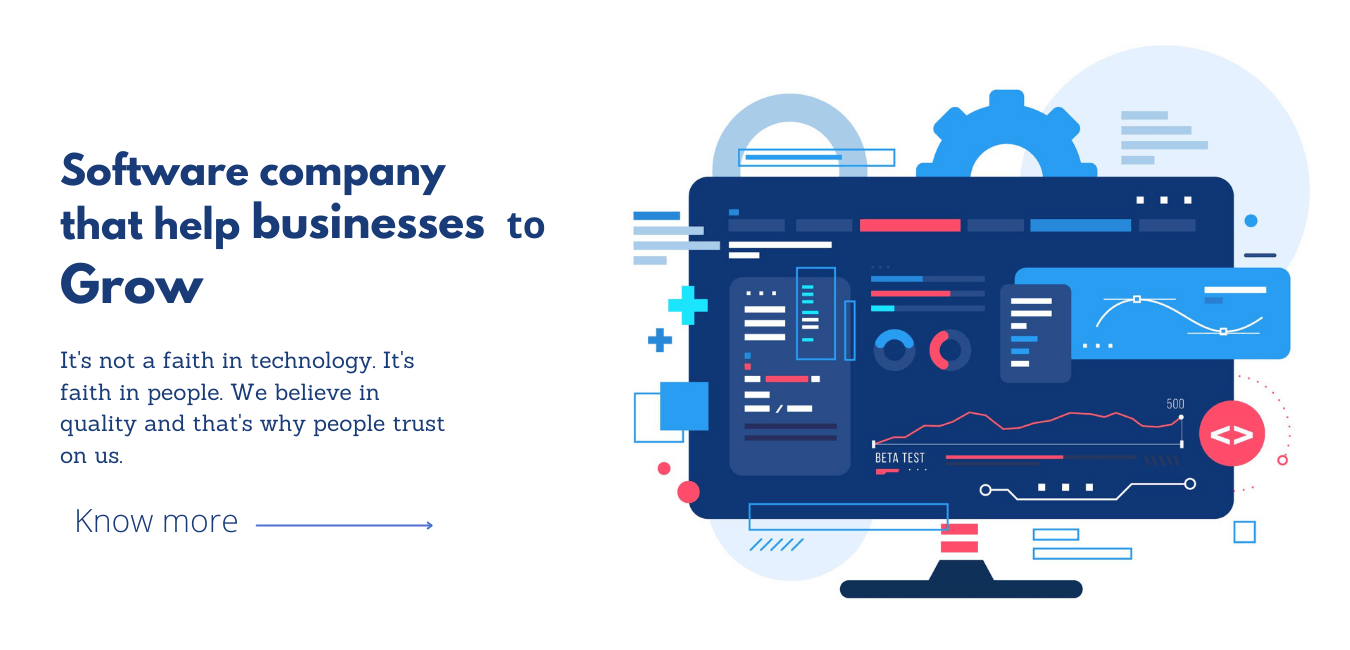 Software company
that help businesses to
Grow
It's not a faith in technology. It's
faith in people. We believe in
quality and that's why people trust
on us.
Know more
500
<>
BETA TEST